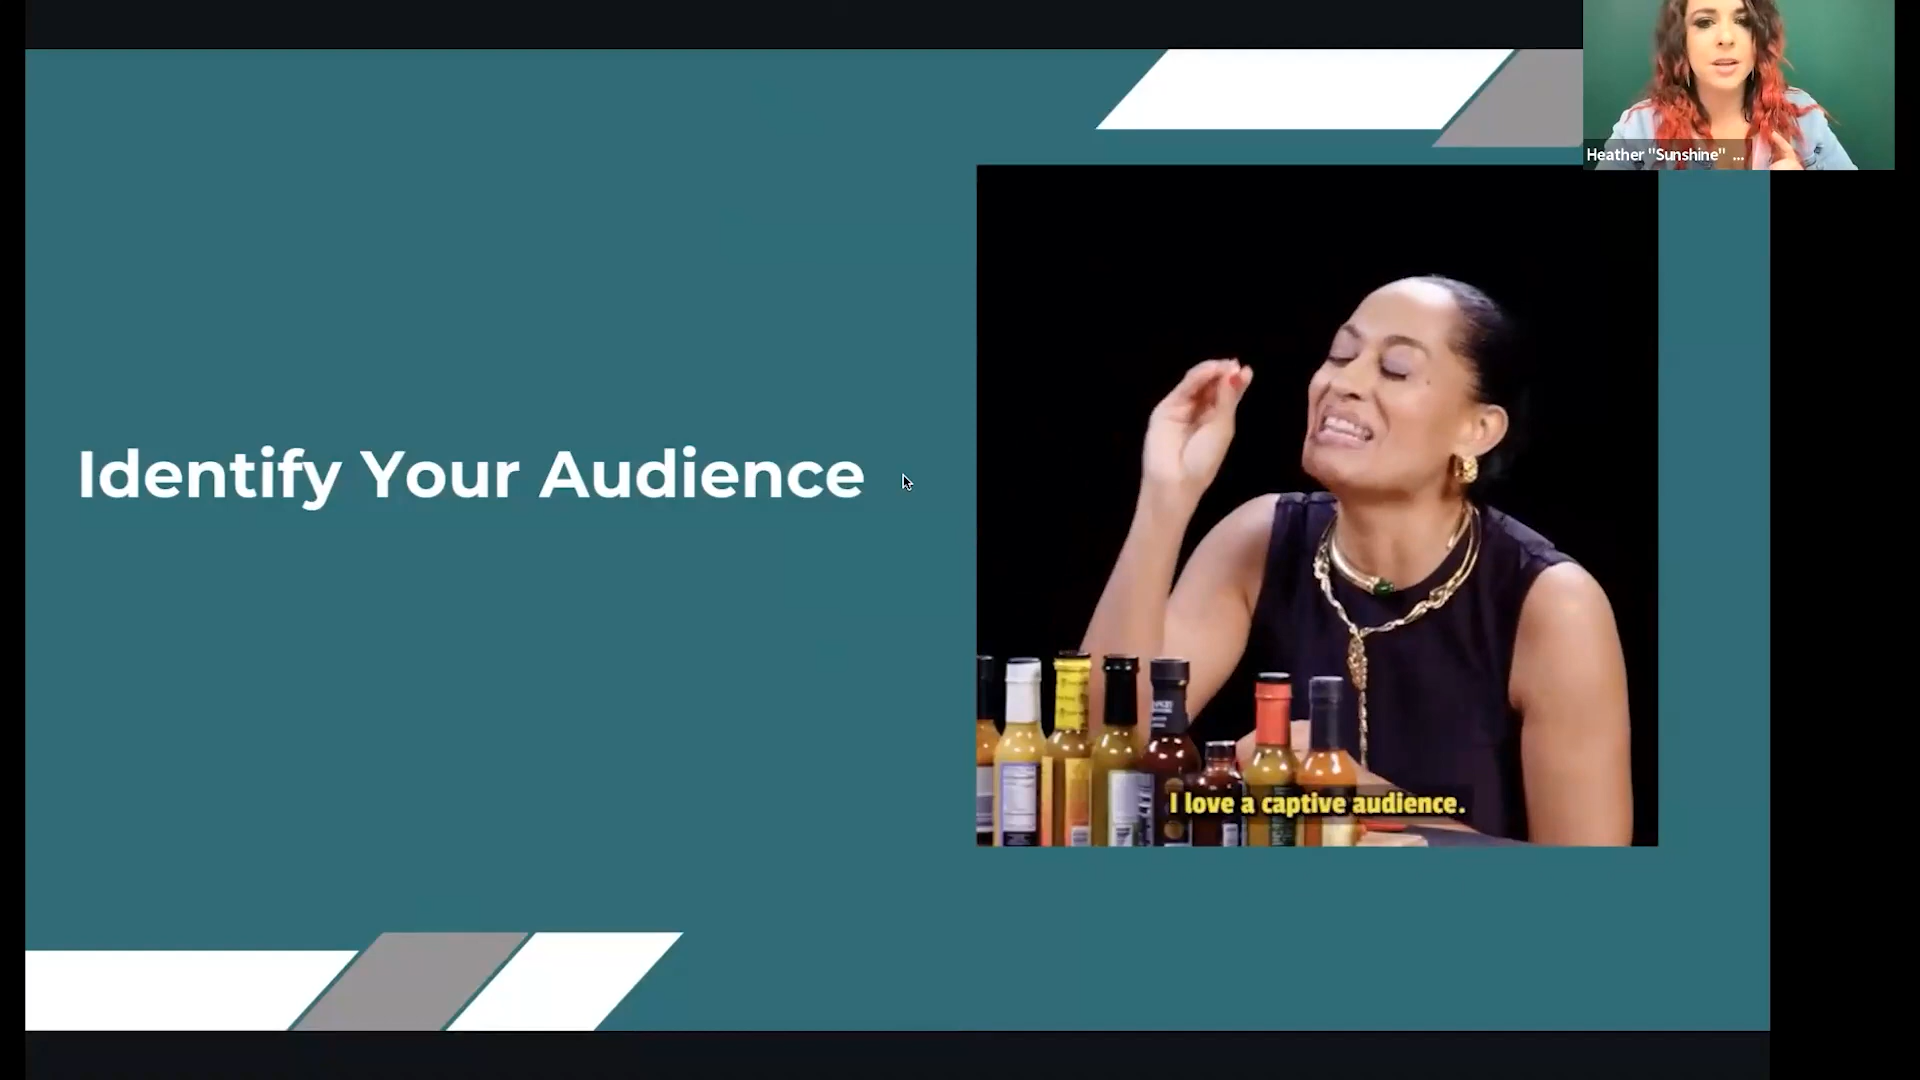 Heather "Sunshine" ...
Identify Your Audience
I love a captive audience.